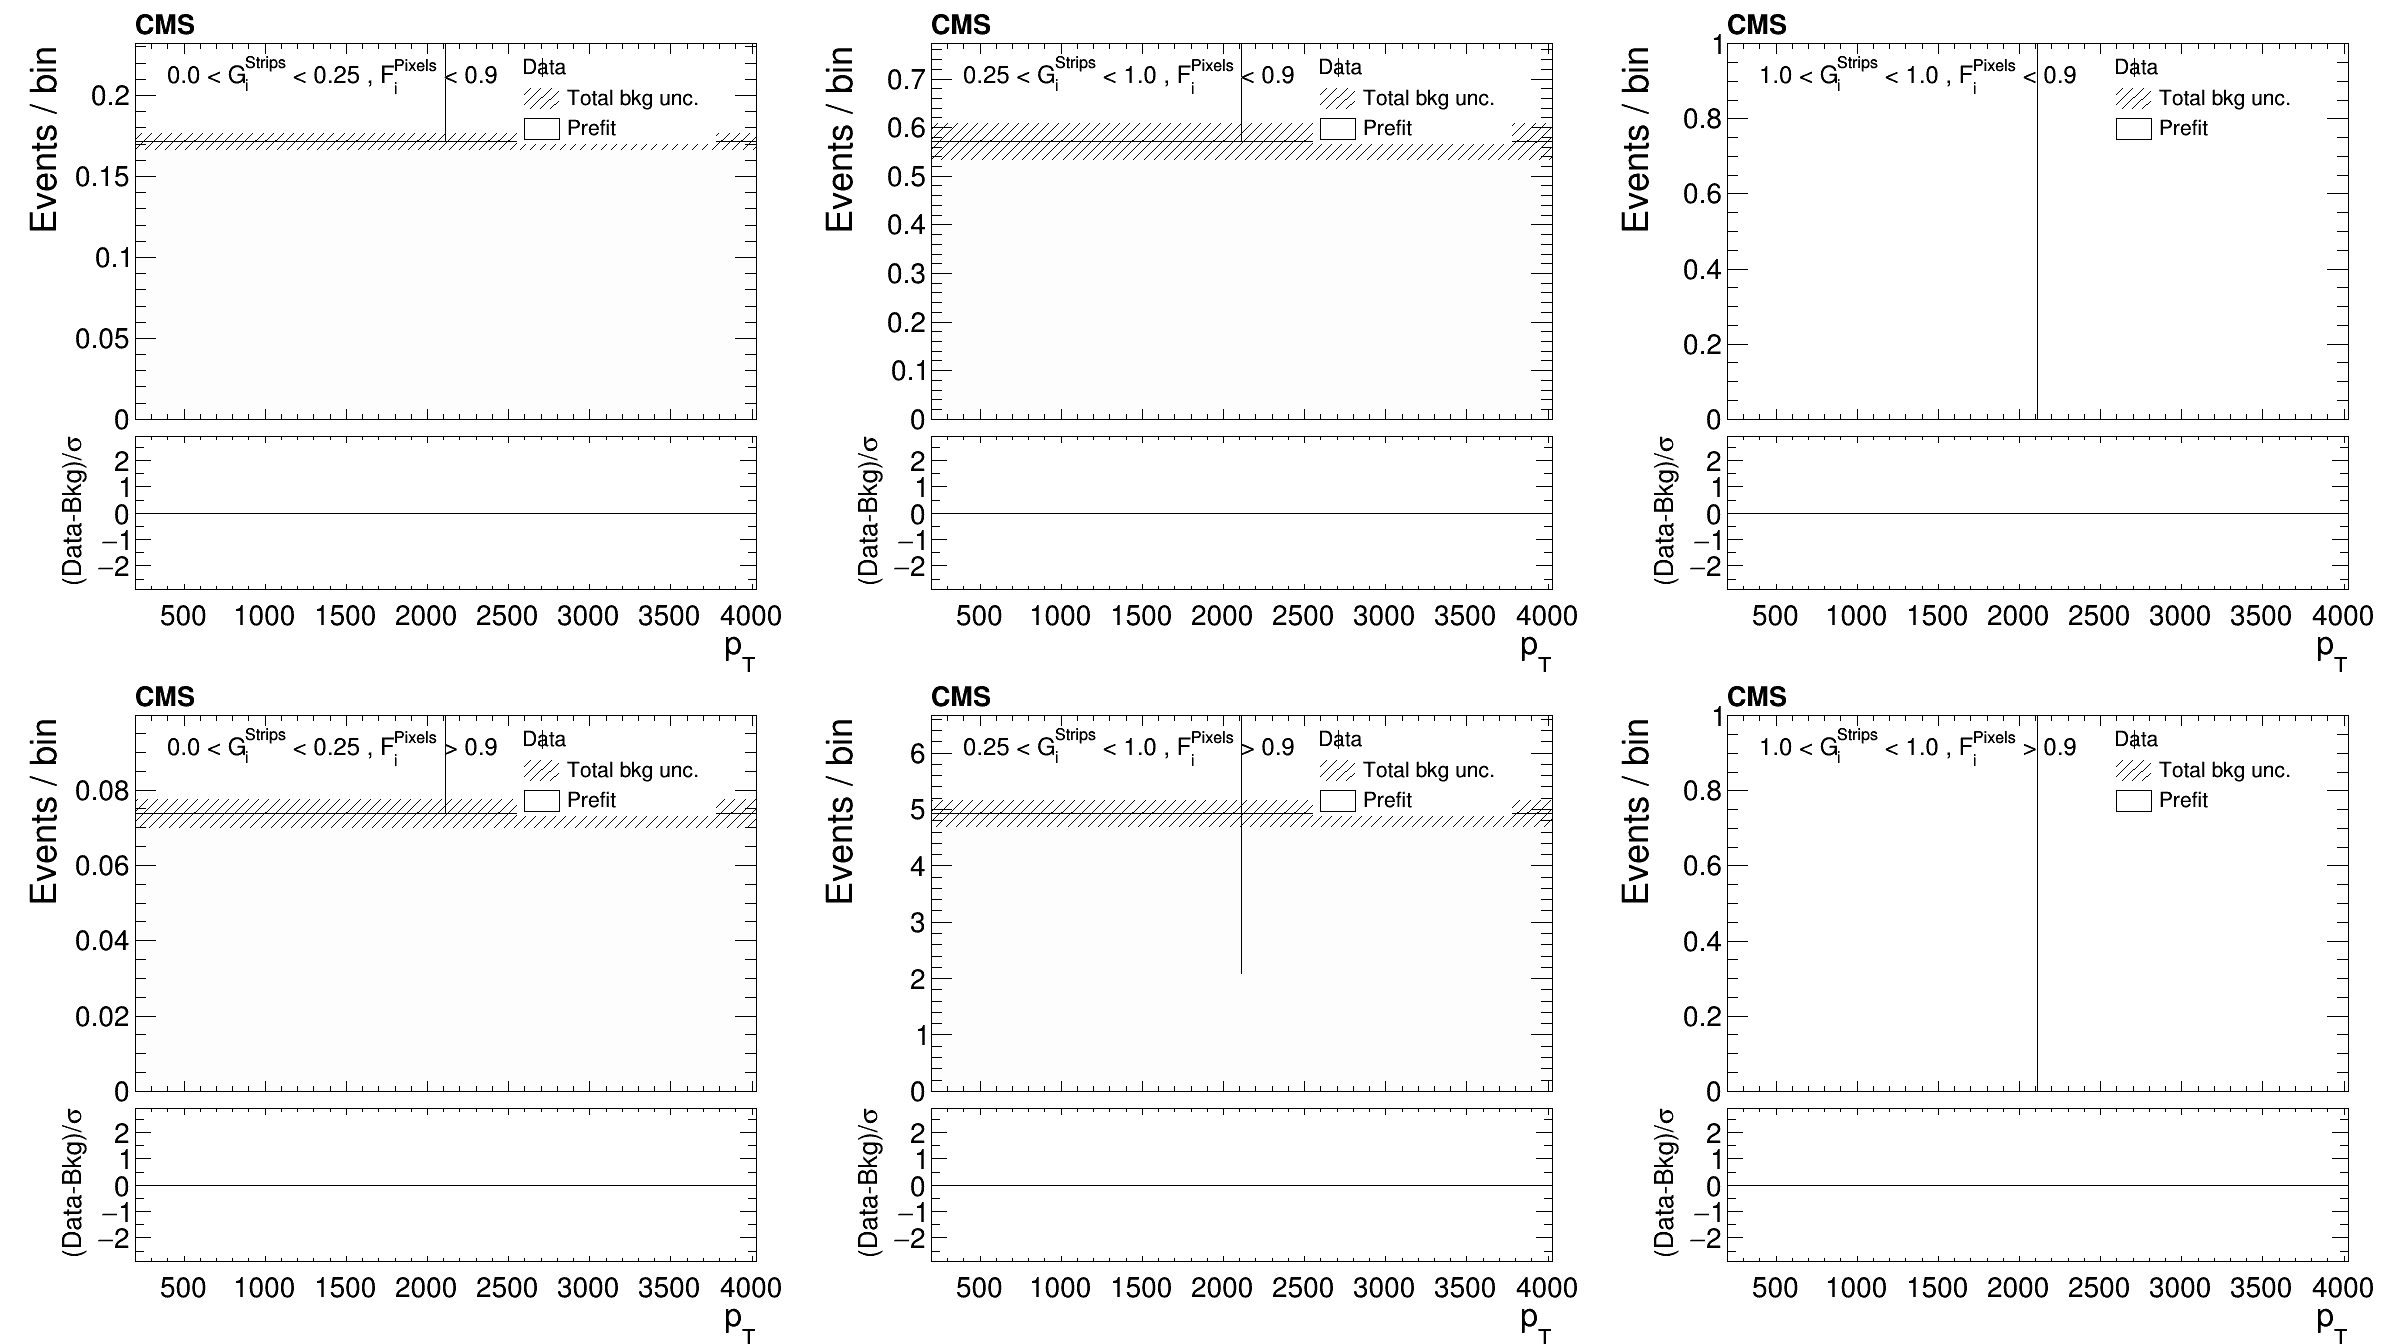 CMS
Events / bin
0.0 < G_i^Strips < 0.25 , F_i^Pixels < 0.9
Data
Total bkg unc.
Prefit
0.2
0.15
0.1
0.05
0
(Data-Bkg)/σ
2
1
0
−1
−2
500 1000 1500 2000 2500 3000 3500 4000
p_T
CMS
Events / bin
0.25 < G_i^Strips < 1.0 , F_i^Pixels < 0.9
Data
Total bkg unc.
Prefit
0.7
0.6
0.5
0.4
0.3
0.2
0.1
0
(Data-Bkg)/σ
2
1
0
−1
−2
500 1000 1500 2000 2500 3000 3500 4000
p_T
CMS
Events / bin
1.0 < G_i^Strips < 1.0 , F_i^Pixels < 0.9
Data
Total bkg unc.
Prefit
1
0.8
0.6
0.4
0.2
0
(Data-Bkg)/σ
2
1
0
−1
−2
500 1000 1500 2000 2500 3000 3500 4000
p_T
CMS
Events / bin
0.0 < G_i^Strips < 0.25 , F_i^Pixels > 0.9
Data
Total bkg unc.
Prefit
0.08
0.06
0.04
0.02
0
(Data-Bkg)/σ
2
1
0
−1
−2
500 1000 1500 2000 2500 3000 3500 4000
p_T
CMS
Events / bin
0.25 < G_i^Strips < 1.0 , F_i^Pixels > 0.9
Data
Total bkg unc.
Prefit
6
5
4
3
2
1
0
(Data-Bkg)/σ
2
1
0
−1
−2
500 1000 1500 2000 2500 3000 3500 4000
p_T
CMS
Events / bin
1.0 < G_i^Strips < 1.0 , F_i^Pixels > 0.9
Data
Total bkg unc.
Prefit
1
0.8
0.6
0.4
0.2
0
(Data-Bkg)/σ
2
1
0
−1
−2
500 1000 1500 2000 2500 3000 3500 4000
p_T